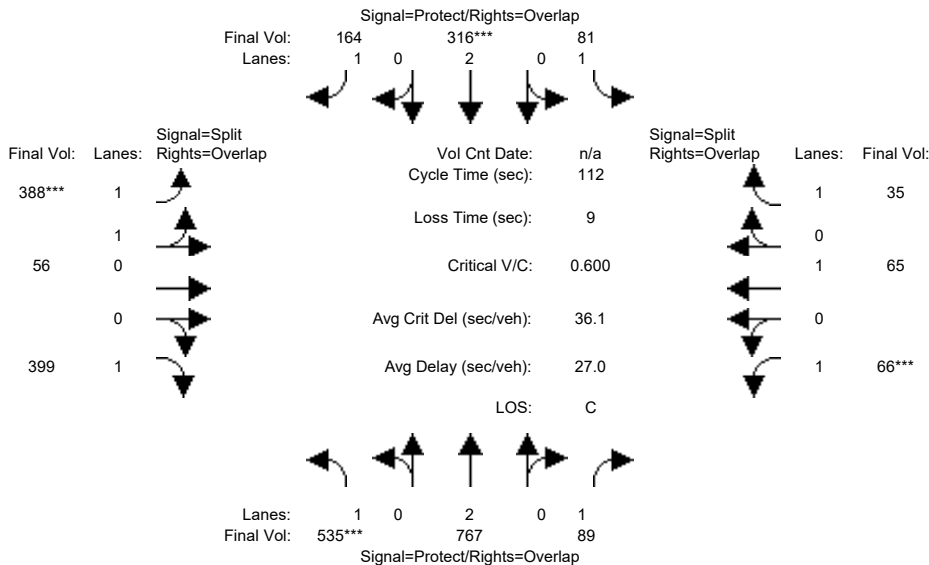 Signal=Protect/Rights=Overlap
Final Vol: 164 316*** 81
Lanes: 1 0 2 0 1
Signal=Split
Final Vol: Lanes: Rights=Overlap
Vol Cnt Date: n/a
Signal=Split
Rights=Overlap Lanes: Final Vol:
Cycle Time (sec): 112
388*** 1
1 35
Loss Time (sec): 9
1
0
56 0
Critical V/C: 0.600
1 65
0
Avg Crit Del (sec/veh): 36.1
0
399 1
Avg Delay (sec/veh): 27.0
1 66***
LOS: C
Lanes: 1 0 2 0 1
Final Vol: 535*** 767 89
Signal=Protect/Rights=Overlap